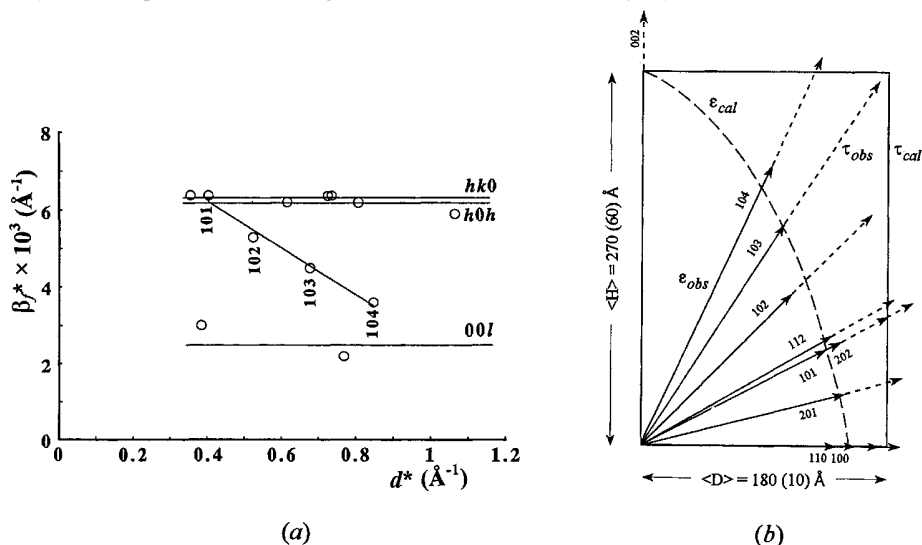 8
6
4
2
0
βf* × 10³ (Å⁻¹)
hk0
h0h
00l
101
102
103
104
0 0.2 0.4 0.6 0.8 1 1.2
d* (Å⁻¹)
(a)
002
εcal
τobs
τcal
104
103
εobs
102
112
202
101
201
110 100
<H> = 270 (60) Å
<D> = 180 (10) Å
(b)